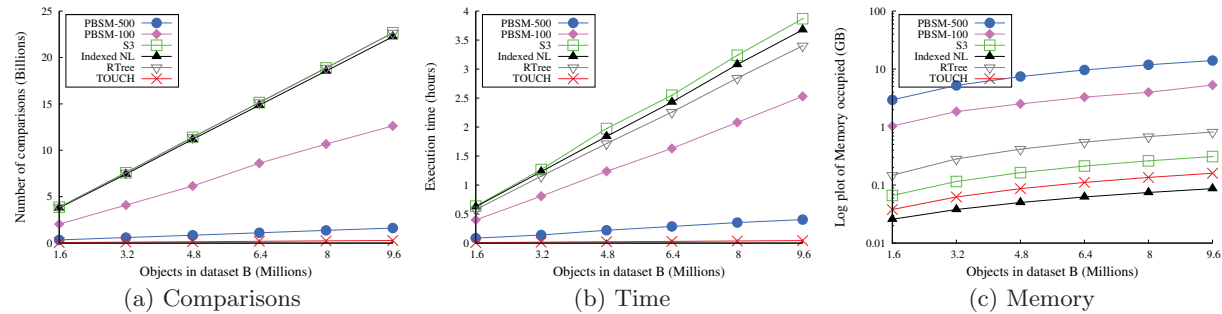 Number of comparisons (Billions)
25
20
15
10
5
0
PBSM-500
PBSM-100
S3
Indexed NL
RTree
TOUCH
1.6 3.2 4.8 6.4 8 9.6
Objects in dataset B (Millions)
(a) Comparisons
Execution time (hours)
4
3.5
3
2.5
2
1.5
1
0.5
0
PBSM-500
PBSM-100
S3
Indexed NL
RTree
TOUCH
1.6 3.2 4.8 6.4 8 9.6
Objects in dataset B (Millions)
(b) Time
Log plot of Memory occupied (GB)
100
10
1
0.1
0.01
PBSM-500
PBSM-100
S3
Indexed NL
RTree
TOUCH
1.6 3.2 4.8 6.4 8 9.6
Objects in dataset B (Millions)
(c) Memory